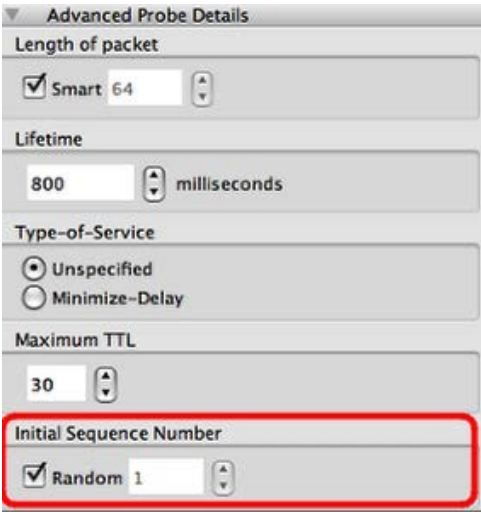 Advanced Probe Details
Length of packet
Smart 64
Lifetime
800 milliseconds
Type-of-Service
Unspecified
Minimize-Delay
Maximum TTL
30
Initial Sequence Number
Random 1